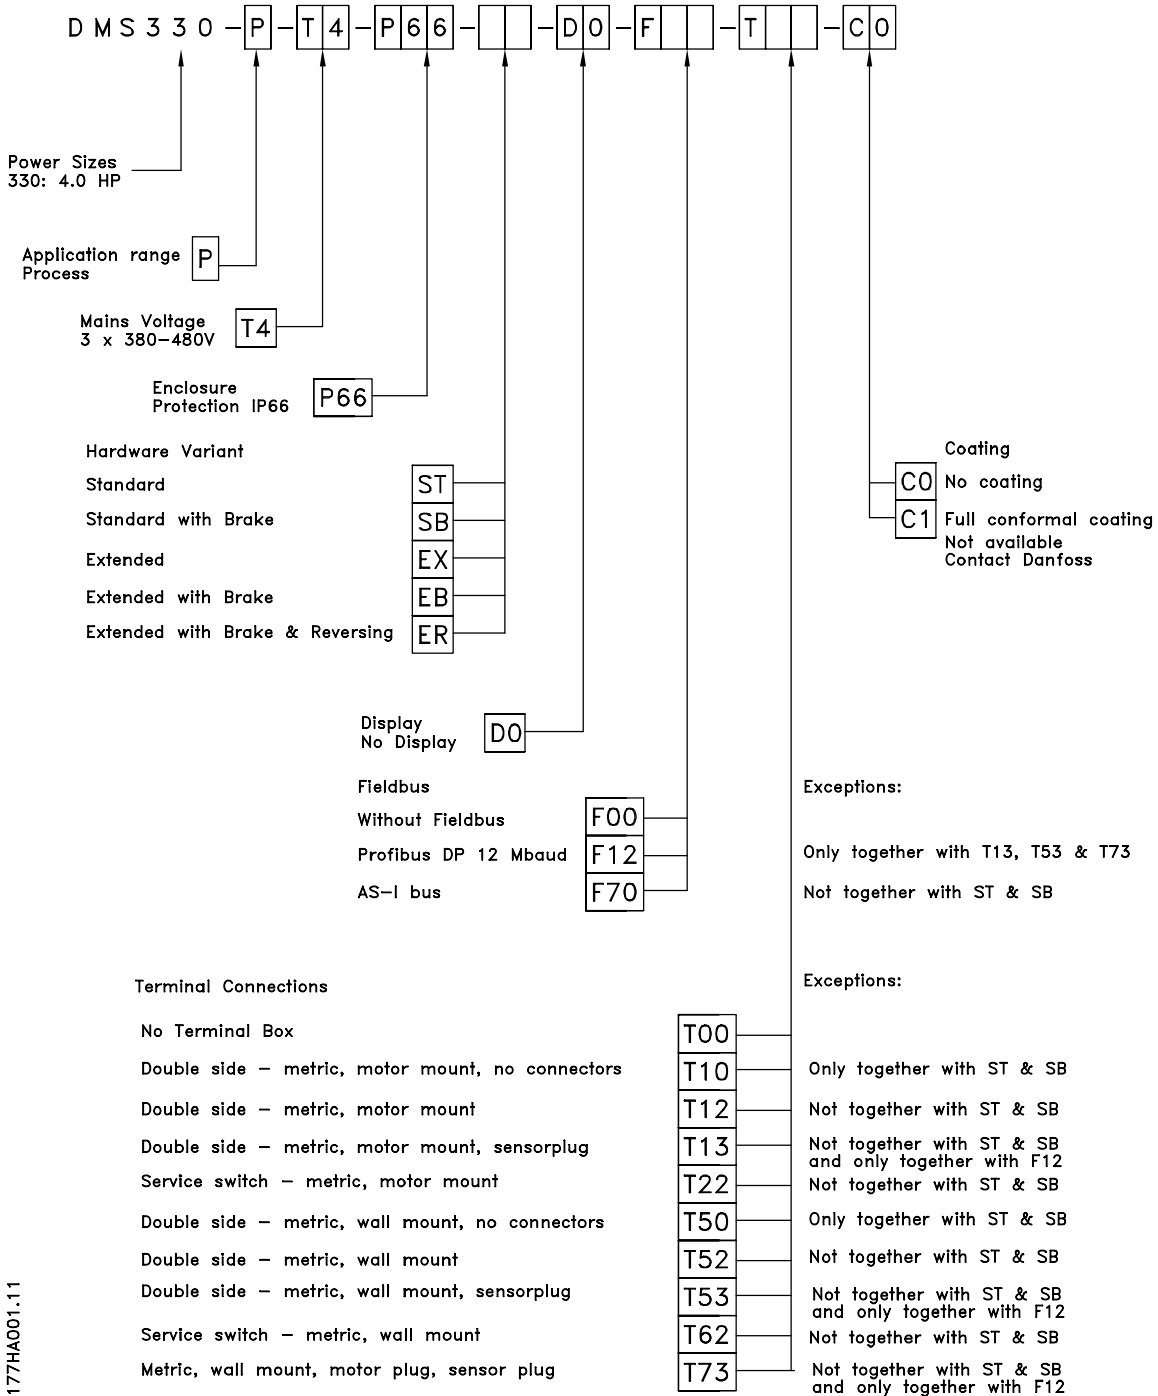 DMS330-P-T4-P66-  -D0-F  -T  -C0
Power Sizes
330: 4.0 HP
Application range P
Process
Mains Voltage T4
3 x 380-480V
Enclosure P66
Protection IP66
Hardware Variant
Standard ST
Standard with Brake SB
Extended EX
Extended with Brake EB
Extended with Brake & Reversing ER
Coating
C0 No coating
C1 Full conformal coating
Not available
Contact Danfoss
Display D0
No Display
Fieldbus Exceptions:
Without Fieldbus F00
Profibus DP 12 Mbaud F12 Only together with T13, T53 & T73
AS-I bus F70 Not together with ST & SB
Terminal Connections Exceptions:
No Terminal Box T00
Double side - metric, motor mount, no connectors T10 Only together with ST & SB
Double side - metric, motor mount T12 Not together with ST & SB
Double side - metric, motor mount, sensorplug T13 Not together with ST & SB
and only together with F12
Service switch - metric, motor mount T22 Not together with ST & SB
Double side - metric, wall mount, no connectors T50 Only together with ST & SB
Double side - metric, wall mount T52 Not together with ST & SB
Double side - metric, wall mount, sensorplug T53 Not together with ST & SB
and only together with F12
Service switch - metric, wall mount T62 Not together with ST & SB
Metric, wall mount, motor plug, sensor plug T73 Not together with ST & SB
and only together with F12
177HA001.11